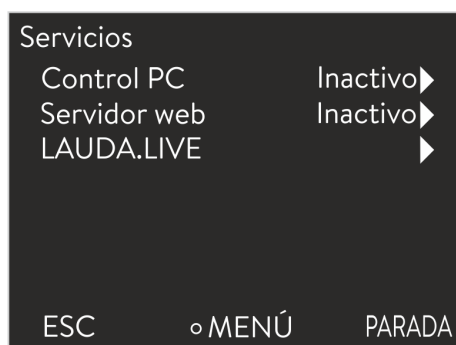 Servicios
Control PC Inactivo
Servidor web Inactivo
LAUDA.LIVE
ESC MENÚ PARADA